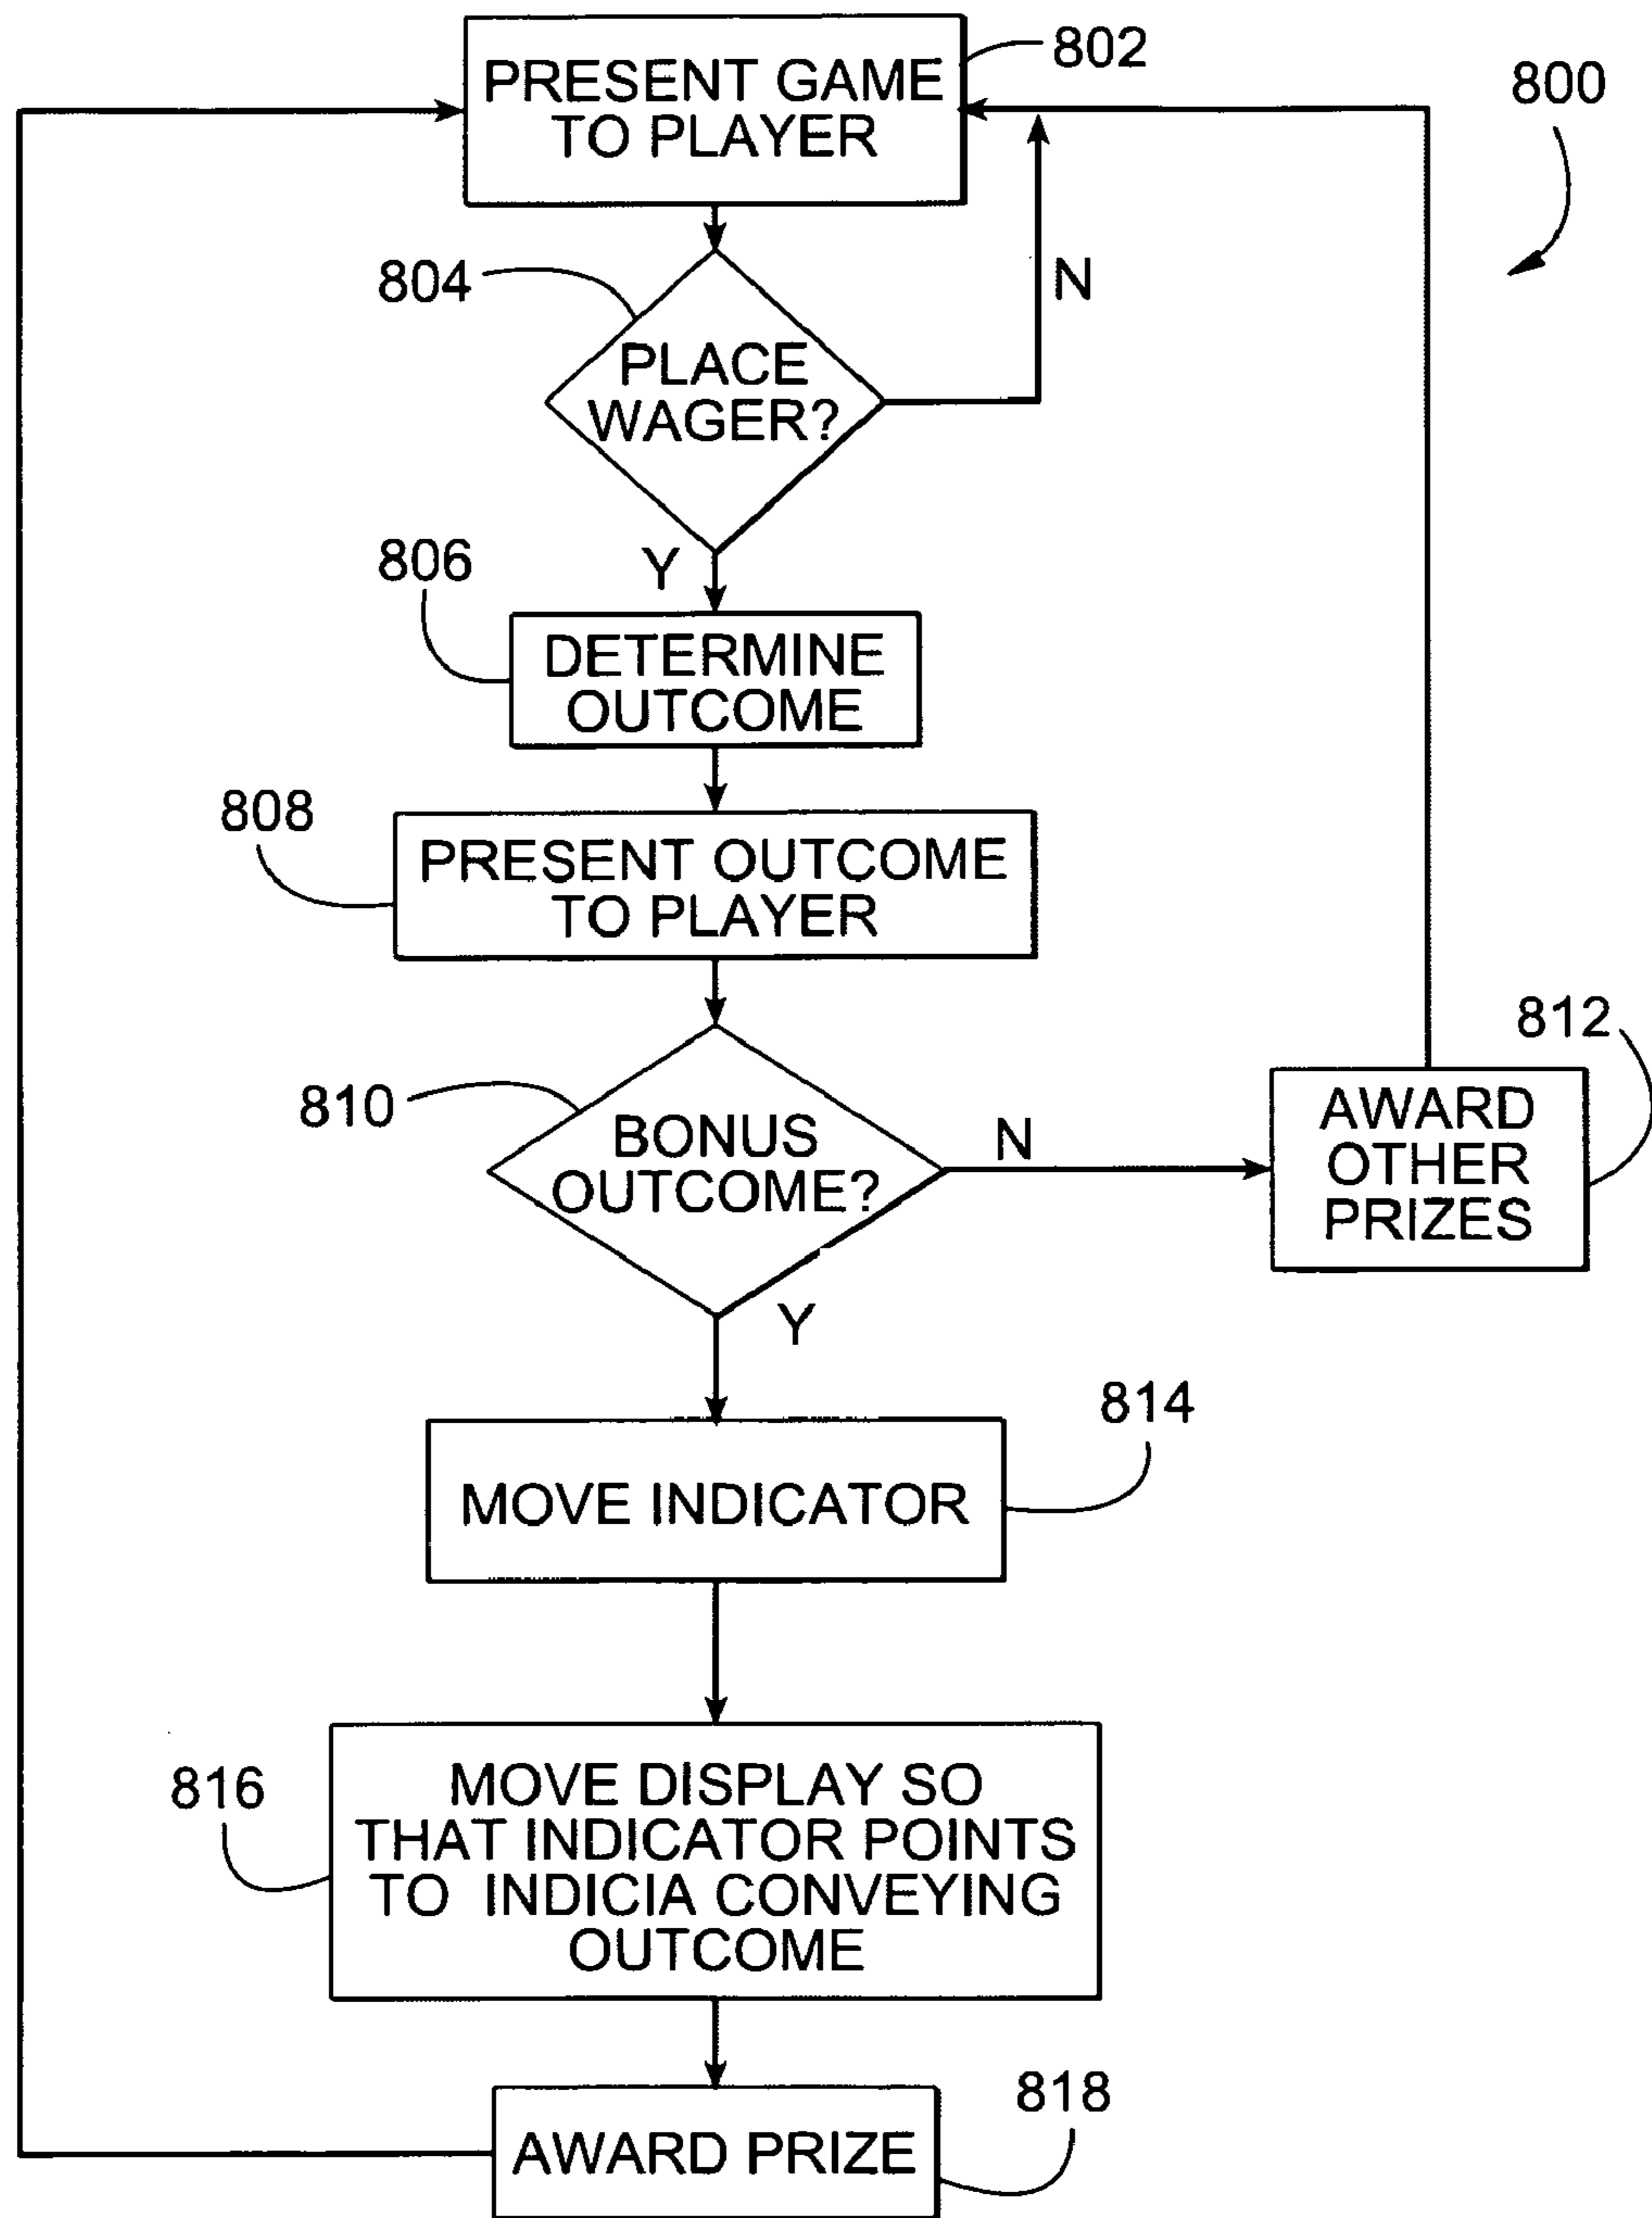 802
PRESENT GAME
TO PLAYER
800
804
N
PLACE
WAGER?
Y
806
DETERMINE
OUTCOME
808
PRESENT OUTCOME
TO PLAYER
810
BONUS
OUTCOME?
N
812
AWARD
OTHER
PRIZES
Y
814
MOVE INDICATOR
816
MOVE DISPLAY SO
THAT INDICATOR POINTS
TO INDICIA CONVEYING
OUTCOME
818
AWARD PRIZE